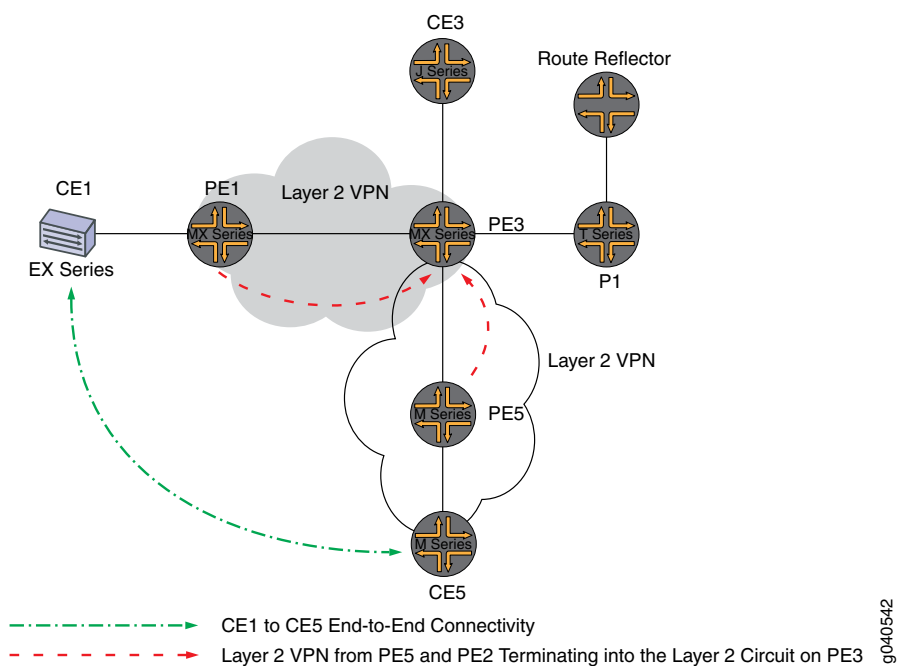 CE3
J Series
Route Reflector
CE1
PE1
Layer 2 VPN
MX Series
MX Series
PE3
T Series
EX Series
P1
Layer 2 VPN
M Series
PE5
M Series
CE5
CE1 to CE5 End-to-End Connectivity
Layer 2 VPN from PE5 and PE2 Terminating into the Layer 2 Circuit on PE3
g040542